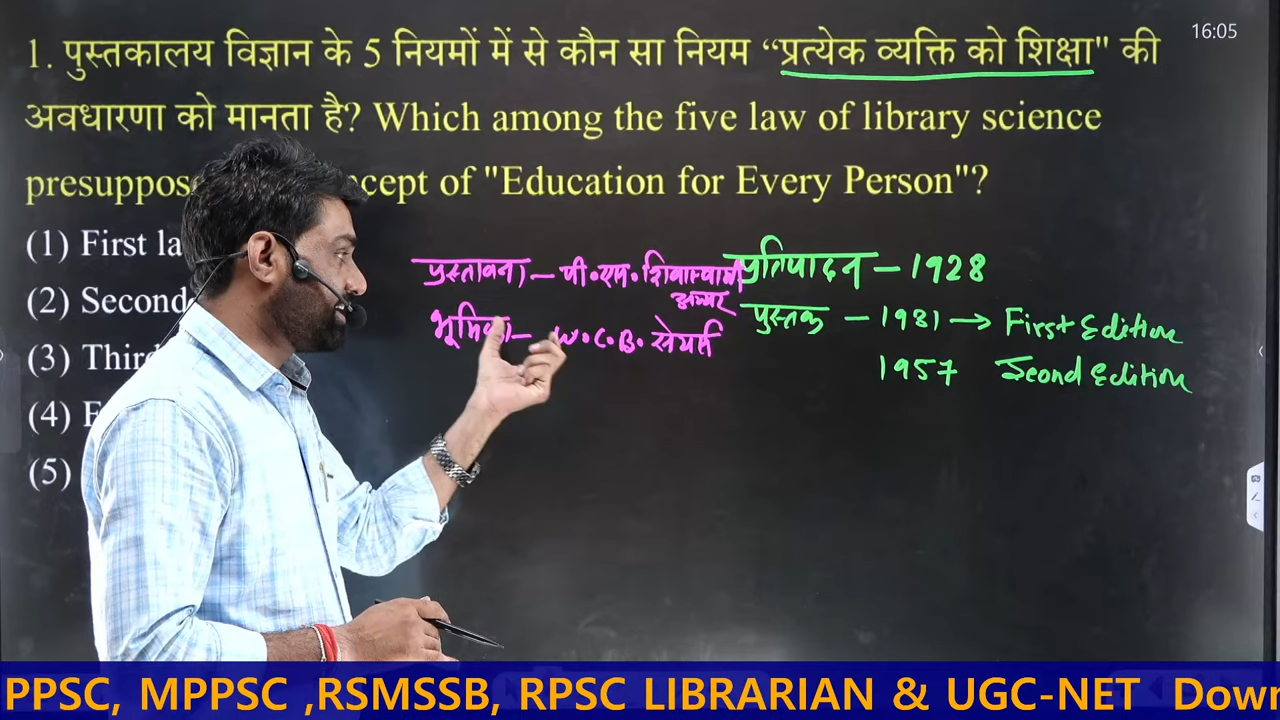 16:05
1. पुस्तकालय विज्ञान के 5 नियमों में से कौन सा नियम “प्रत्येक व्यक्ति को शिक्षा" की
अवधारणा को मानता है? Which among the five law of library science
presuppos cept of "Education for Every Person"?
(1) First la
(2) Second
(3) Third
(4) F
(5)
प्रस्तावना – पी.एस. शिवास्वामी
अय्यर
भूमिका – W.C.B. सेयर्स
प्रतिपादन – 1928
पुस्तक – 1931 → First Edition
1957 Second Edition
PPSC, MPPSC ,RSMSSB, RPSC LIBRARIAN & UGC-NET Down